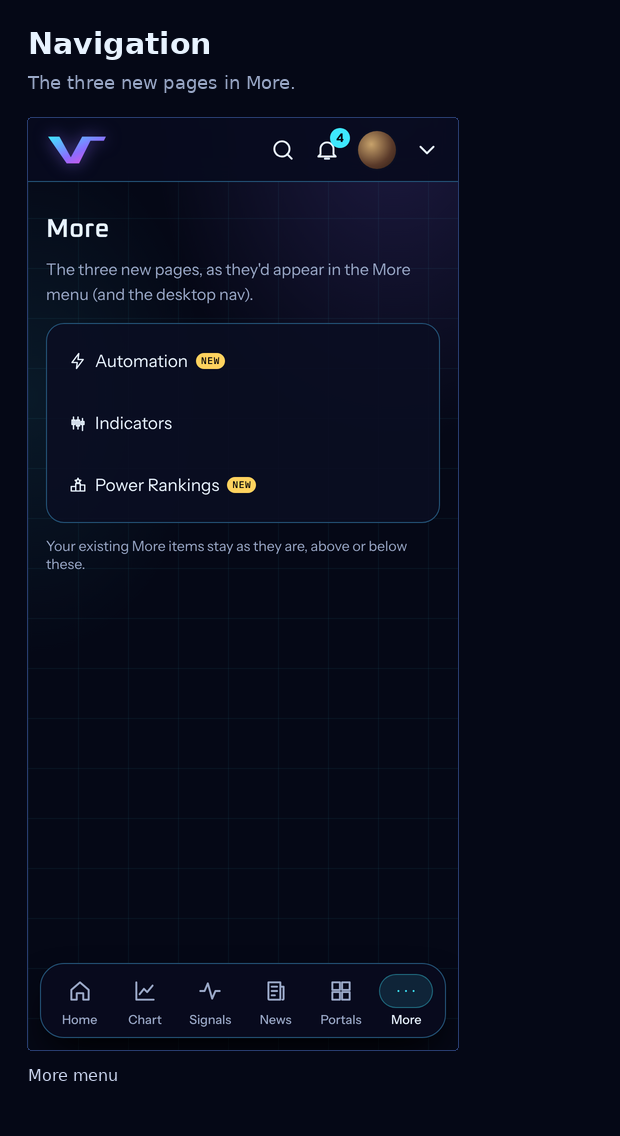 Navigation
The three new pages in More.
4
More
The three new pages, as they'd appear in the More
menu (and the desktop nav).
Automation NEW
Indicators
Power Rankings NEW
Your existing More items stay as they are, above or below
these.
Home Chart Signals News Portals More
More menu